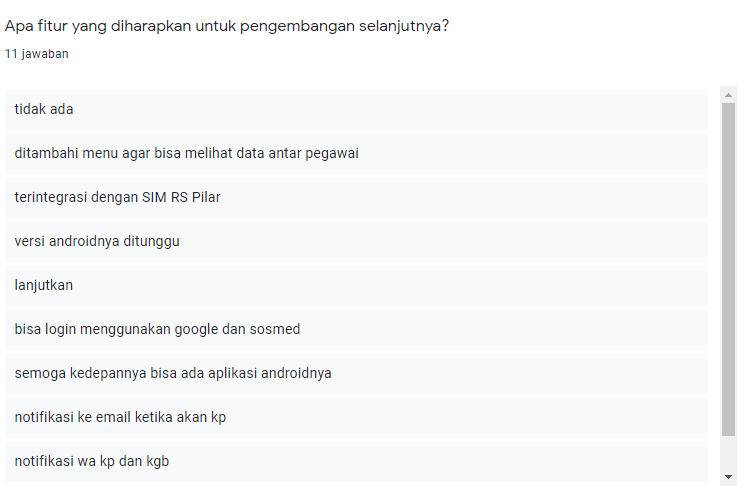 Apa fitur yang diharapkan untuk pengembangan selanjutnya?
11 jawaban
tidak ada
ditambahi menu agar bisa melihat data antar pegawai
terintegrasi dengan SIM RS Pilar
versi androidnya ditunggu
lanjutkan
bisa login menggunakan google dan sosmed
semoga kedepannya bisa ada aplikasi androidnya
notifikasi ke email ketika akan kp
notifikasi wa kp dan kgb